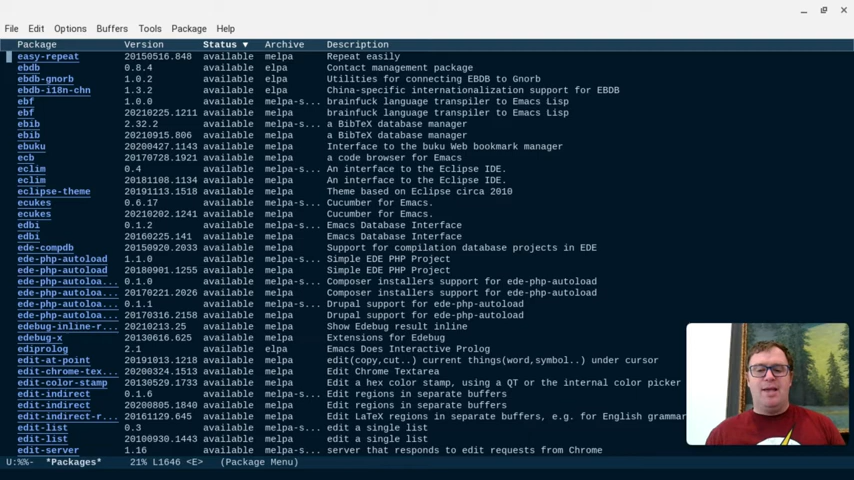 File Edit Options Buffers Tools Package Help
Package Version Status ▼ Archive Description
easy-repeat 20150516.848 available melpa Repeat easily
ebdb 0.8.4 available elpa Contact management package
ebdb-gnorb 1.0.2 available elpa Utilities for connecting EBDB to Gnorb
ebdb-i18n-chn 1.3.2 available elpa China-specific internationalization support for EBDB
ebf 1.0.0 available melpa-s... brainfuck language transpiler to Emacs Lisp
ebf 20210225.1211 available melpa brainfuck language transpiler to Emacs Lisp
ebib 2.32.2 available melpa-s... a BibTeX database manager
ebib 20210915.806 available melpa a BibTeX database manager
ebuku 20200427.1143 available melpa Interface to the buku Web bookmark manager
ecb 20170728.1921 available melpa a code browser for Emacs
eclim 0.4 available melpa-s... An interface to the Eclipse IDE.
eclim 20181108.1134 available melpa An interface to the Eclipse IDE.
eclipse-theme 20191113.1518 available melpa Theme based on Eclipse circa 2010
ecukes 0.6.17 available melpa-s... Cucumber for Emacs.
ecukes 20210202.1241 available melpa Cucumber for Emacs.
edbi 0.1.2 available melpa-s... Emacs Database Interface
edbi 20160225.141 available melpa Emacs Database Interface
ede-compdb 20150920.2033 available melpa Support for compilation database projects in EDE
ede-php-autoload 1.1.0 available melpa-s... Simple EDE PHP Project
ede-php-autoload 20180901.1255 available melpa Simple EDE PHP Project
ede-php-autoloa... 0.1.0 available melpa-s... Composer installers support for ede-php-autoload
ede-php-autoloa... 20170221.2026 available melpa Composer installers support for ede-php-autoload
ede-php-autoloa... 0.1.1 available melpa-s... Drupal support for ede-php-autoload
ede-php-autoloa... 20170316.2158 available melpa Drupal support for ede-php-autoload
edebug-inline-r... 20210213.25 available melpa Show Edebug result inline
edebug-x 20130616.625 available melpa Extensions for Edebug
ediprolog 2.1 available elpa Emacs Does Interactive Prolog
edit-at-point 20191013.1218 available melpa edit(copy,cut..) current things(word,symbol..) under cursor
edit-chrome-tex... 20200324.1513 available melpa Edit Chrome Textarea
edit-color-stamp 20130529.1733 available melpa Edit a hex color stamp, using a QT or the internal color picker
edit-indirect 0.1.6 available melpa-s... Edit regions in separate buffers
edit-indirect 20200805.1840 available melpa Edit regions in separate buffers
edit-indirect-r... 20161129.645 available melpa Edit LaTeX regions in separate buffers, e.g. for English grammar
edit-list 0.3 available melpa-s... edit a single list
edit-list 20100930.1443 available melpa edit a single list
edit-server 1.16 available melpa-s... server that responds to edit requests from Chrome
U:%%- *Packages* 21% L1646 <E> (Package Menu)